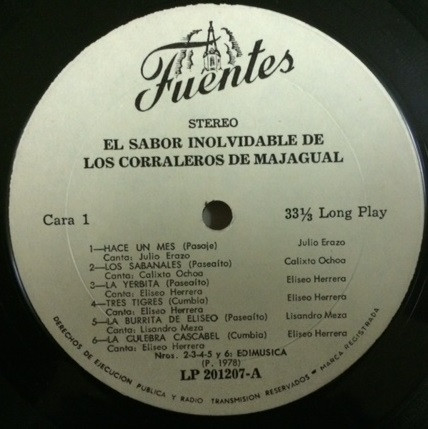 Fuentes
STEREO
EL SABOR INOLVIDABLE DE
LOS CORRALEROS DE MAJAGUAL
Cara 1 33⅓ Long Play
1—HACE UN MES (Pasaje) Julio Erazo
Canta: Julio Erazo
2—LOS SABANALES (Paseaíto) Calixto Ochoa
Canta: Calixto Ochoa
3—LA YERBITA (Paseaíto) Eliseo Herrera
Canta: Eliseo Herrera
4—TRES TIGRES (Cumbia) Eliseo Herrera
Canta: Eliseo Herrera
5—LA BURRITA DE ELISEO (Paseaíto) Lisandro Meza
Canta: Lisandro Meza
6—LA CULEBRA CASCABEL (Cumbia) Eliseo Herrera
Canta: Eliseo Herrera
Nros. 2-3-4-5 y 6: EDIMUSICA
(P. 1978)
LP 201207-A
DERECHOS DE EJECUCION PUBLICA Y RADIO TRANSMISION RESERVADOS — MARCA REGISTRADA